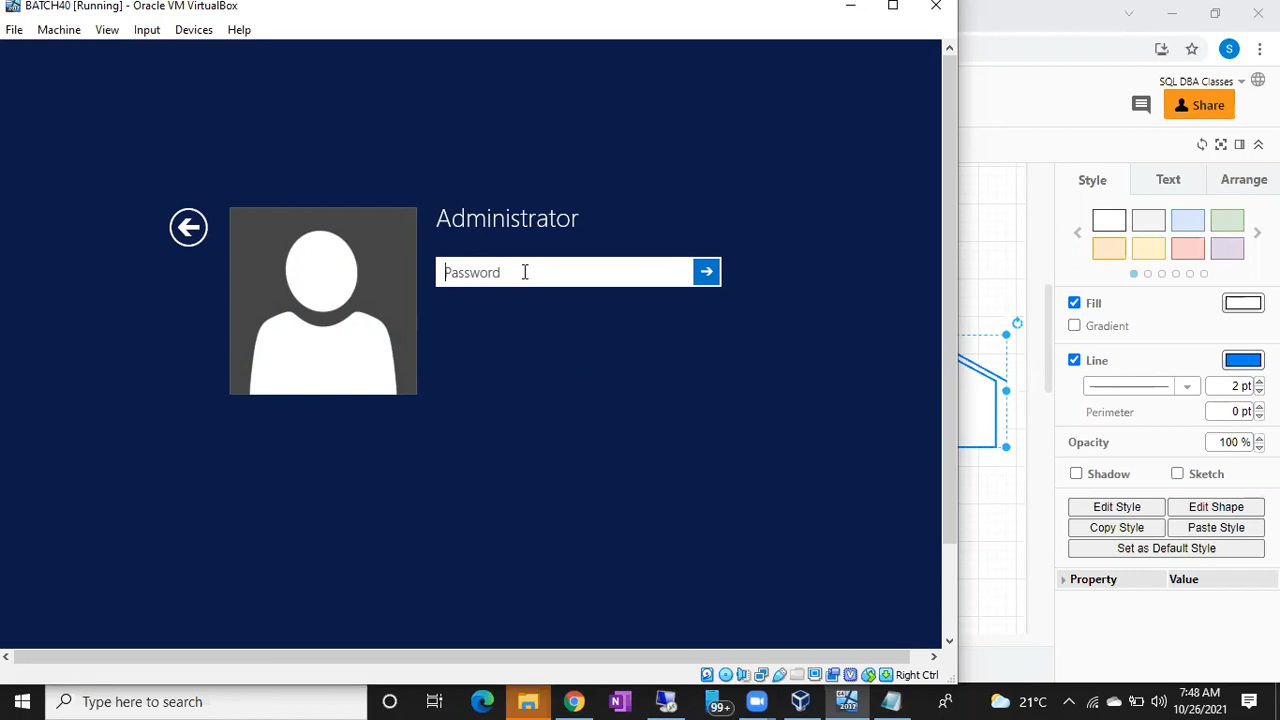 BATCH40 [Running] - Oracle VM VirtualBox
File Machine View Input Devices Help
Administrator
Password
Right Ctrl
S
SQL DBA Classes
Share
Style Text Arrange
Fill
Gradient
Line
2 pt
Perimeter 0 pt
Opacity 100 %
Shadow Sketch
Edit Style Edit Shape
Copy Style Paste Style
Set as Default Style
Property Value
Type here to search
99+
2017
21°C
7:48 AM
10/26/2021